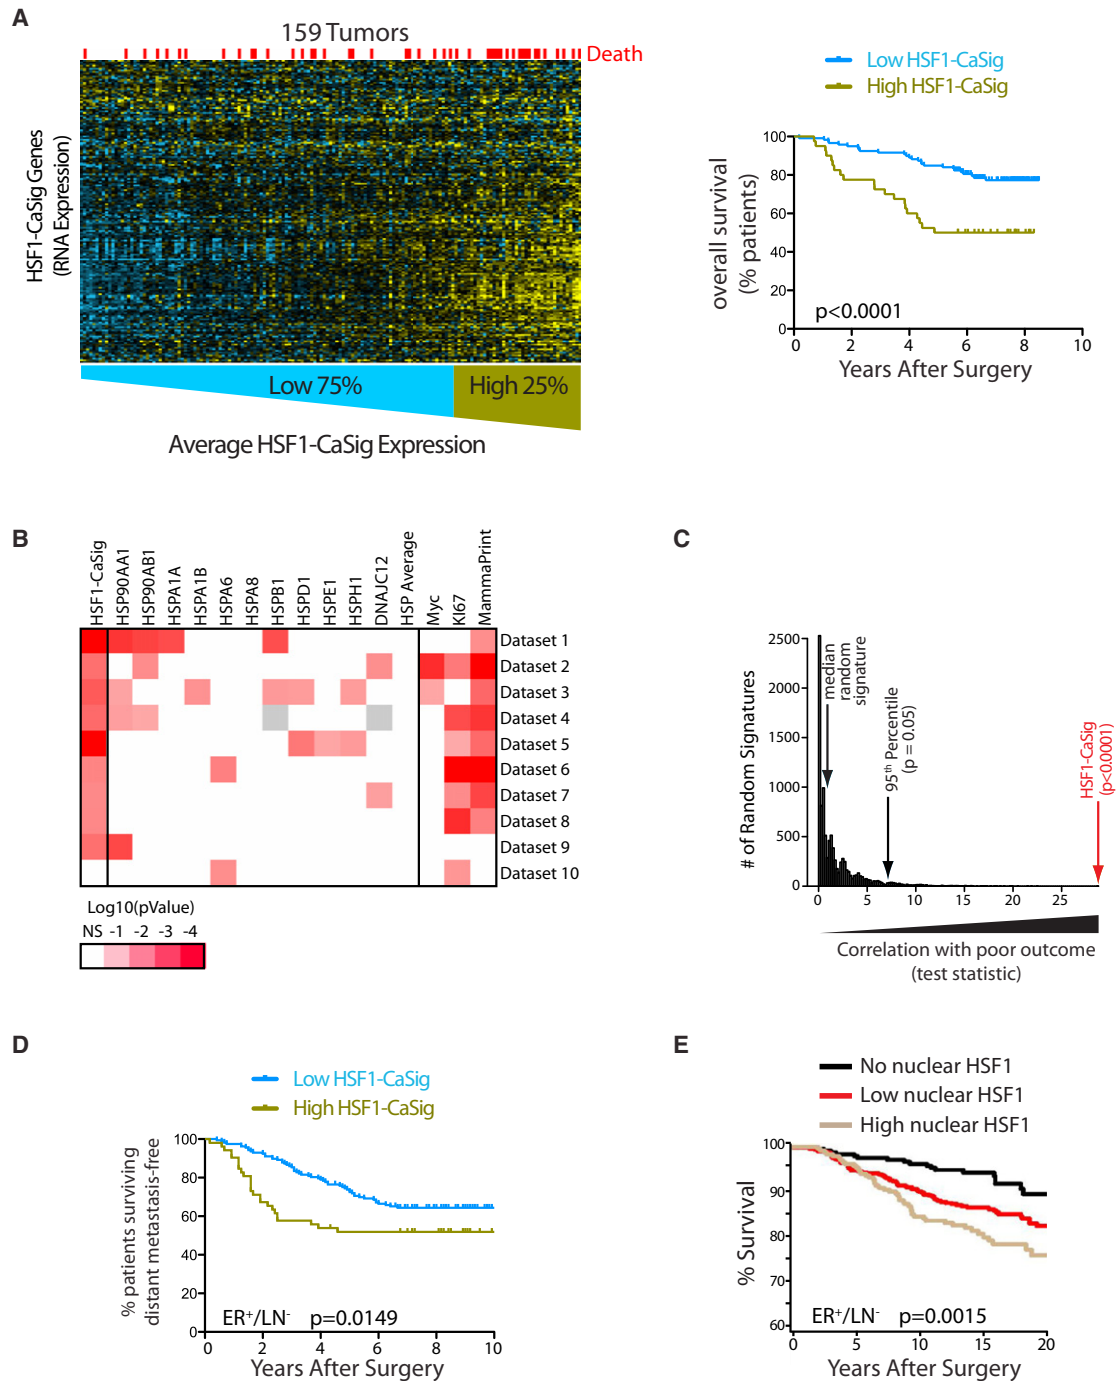 A
159 Tumors
Death
HSF1-CaSig Genes
(RNA Expression)
Low 75%
High 25%
Average HSF1-CaSig Expression
Low HSF1-CaSig
High HSF1-CaSig
overall survival
(% patients)
100
80
60
40
20
0
p<0.0001
0 2 4 6 8 10
Years After Surgery
B
HSF1-CaSig
HSP90AA1
HSP90AB1
HSPA1A
HSPA1B
HSPA6
HSPA8
HSPB1
HSPD1
HSPE1
HSPH1
DNAJC12
HSP Average
Myc
KI67
MammaPrint
Dataset 1
Dataset 2
Dataset 3
Dataset 4
Dataset 5
Dataset 6
Dataset 7
Dataset 8
Dataset 9
Dataset 10
Log10(pValue)
NS -1 -2 -3 -4
C
# of Random Signatures
2500
2000
1500
1000
500
0
median
random
signature
95th Percentile
(p = 0.05)
HSF1-CaSig
(p<0.0001)
0 5 10 15 20 25
Correlation with poor outcome
(test statistic)
D
Low HSF1-CaSig
High HSF1-CaSig
% patients surviving
distant metastasis-free
100
80
60
40
20
0
ER+/LN- p=0.0149
0 2 4 6 8 10
Years After Surgery
E
No nuclear HSF1
Low nuclear HSF1
High nuclear HSF1
% Survival
100
90
80
70
60
ER+/LN- p=0.0015
0 5 10 15 20
Years After Surgery